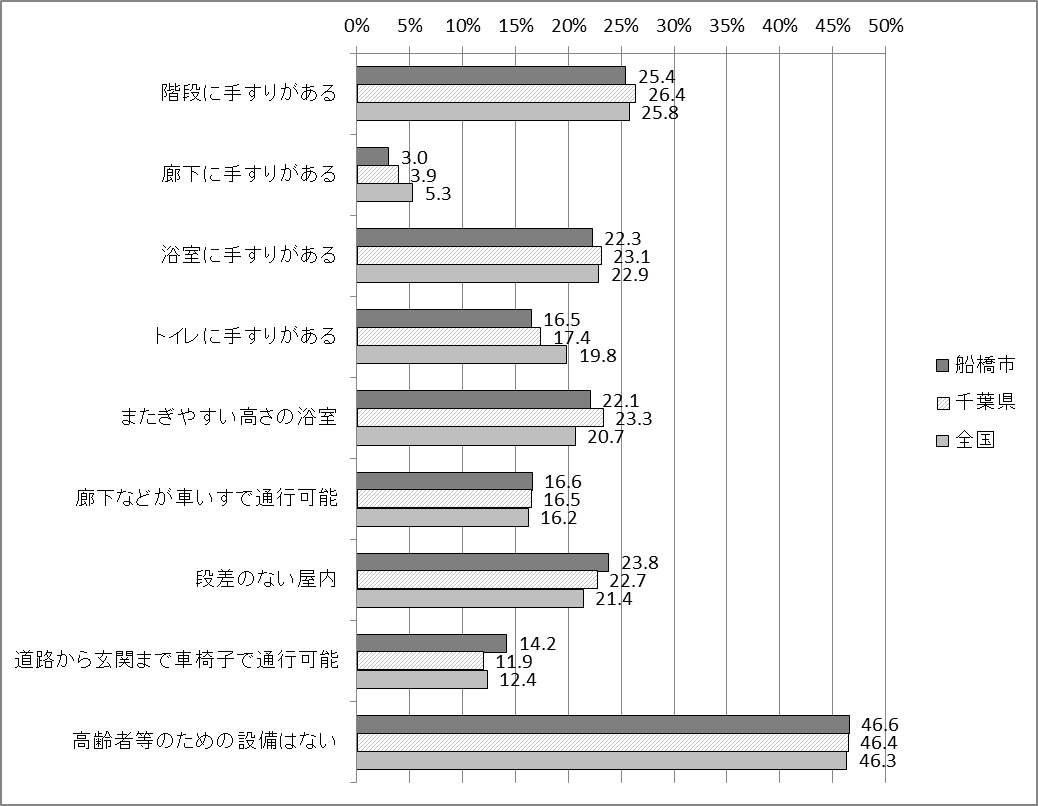 0% 5% 10% 15% 20% 25% 30% 35% 40% 45% 50%
階段に手すりがある
25.4
26.4
25.8
廊下に手すりがある
3.0
3.9
5.3
浴室に手すりがある
22.3
23.1
22.9
トイレに手すりがある
16.5
17.4
19.8
またぎやすい高さの浴室
22.1
23.3
20.7
廊下などが車いすで通行可能
16.6
16.5
16.2
段差のない屋内
23.8
22.7
21.4
道路から玄関まで車椅子で通行可能
14.2
11.9
12.4
高齢者等のための設備はない
46.6
46.4
46.3
船橋市
千葉県
全国